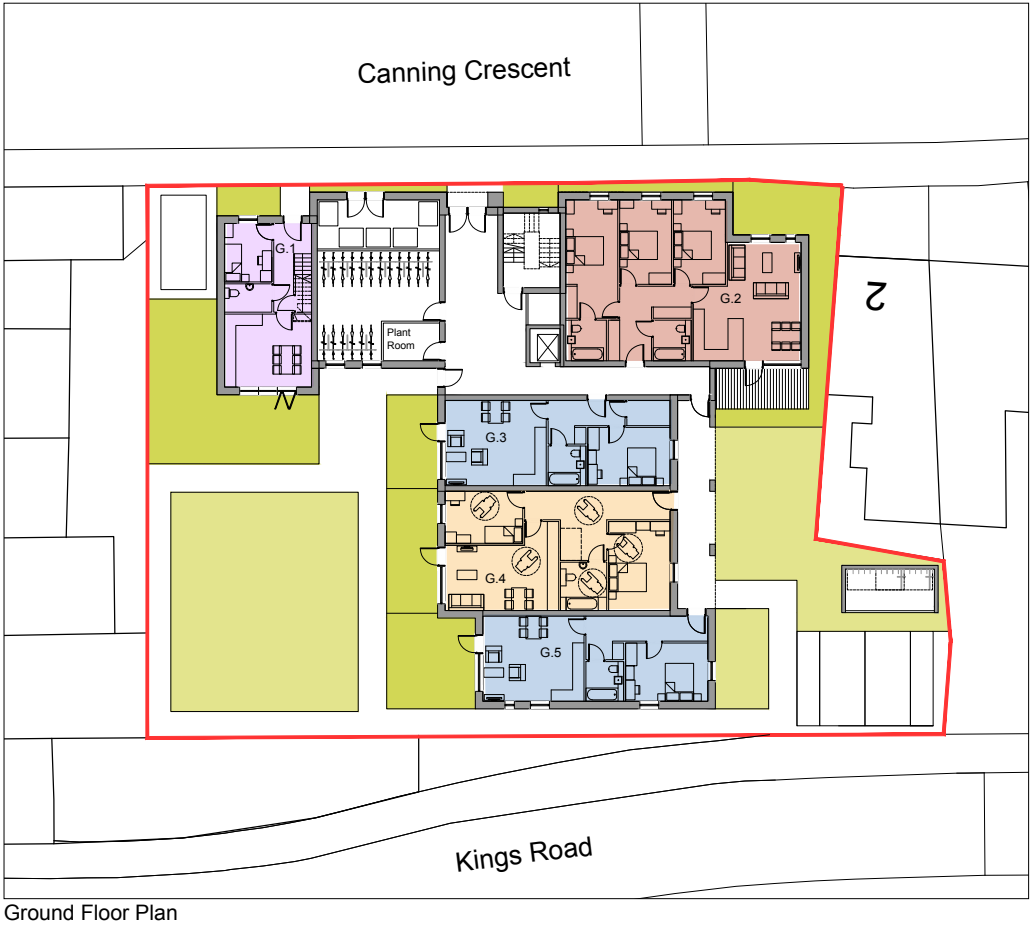 Canning Crescent
G.1
G.2
2
Plant
Room
G.3
G.4
G.5
Kings Road
Ground Floor Plan